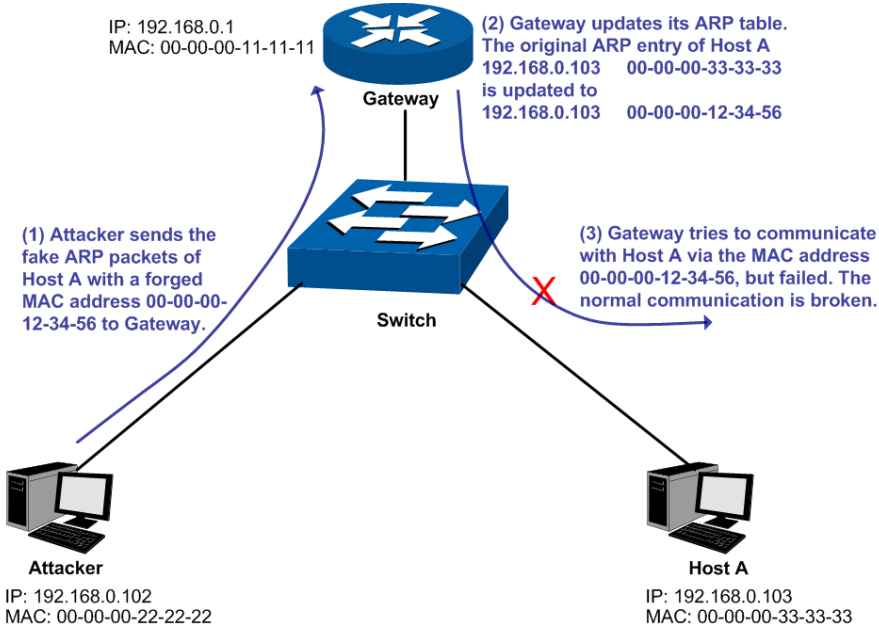 IP: 192.168.0.1
MAC: 00-00-00-11-11-11
Gateway
(2) Gateway updates its ARP table.
The original ARP entry of Host A
192.168.0.103 00-00-00-33-33-33
is updated to
192.168.0.103 00-00-00-12-34-56
(1) Attacker sends the
fake ARP packets of
Host A with a forged
MAC address 00-00-00-
12-34-56 to Gateway.
Switch
(3) Gateway tries to communicate
with Host A via the MAC address
00-00-00-12-34-56, but failed. The
normal communication is broken.
X
Attacker
IP: 192.168.0.102
MAC: 00-00-00-22-22-22
Host A
IP: 192.168.0.103
MAC: 00-00-00-33-33-33